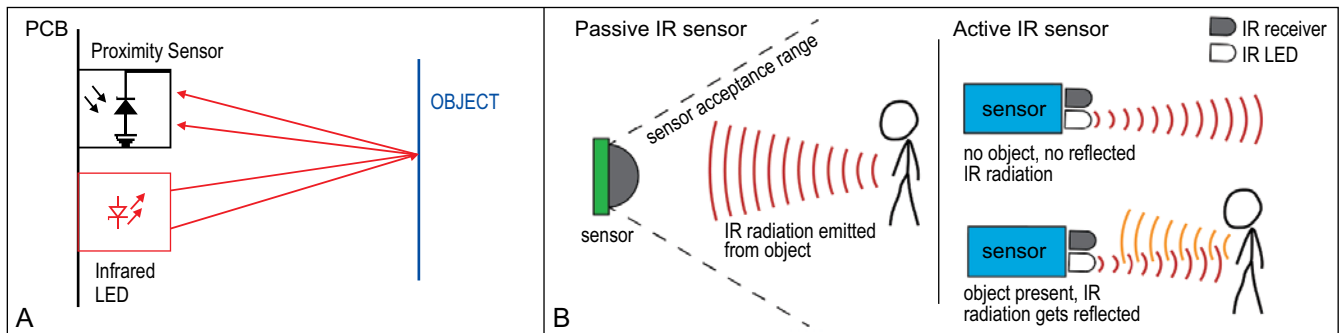 PCB
Proximity Sensor
OBJECT
Infrared
LED
A
Passive IR sensor
sensor acceptance range
sensor
IR radiation emitted
from object
B
Active IR sensor
IR receiver
IR LED
sensor
no object, no reflected
IR radiation
sensor
object present, IR
radiation gets reflected